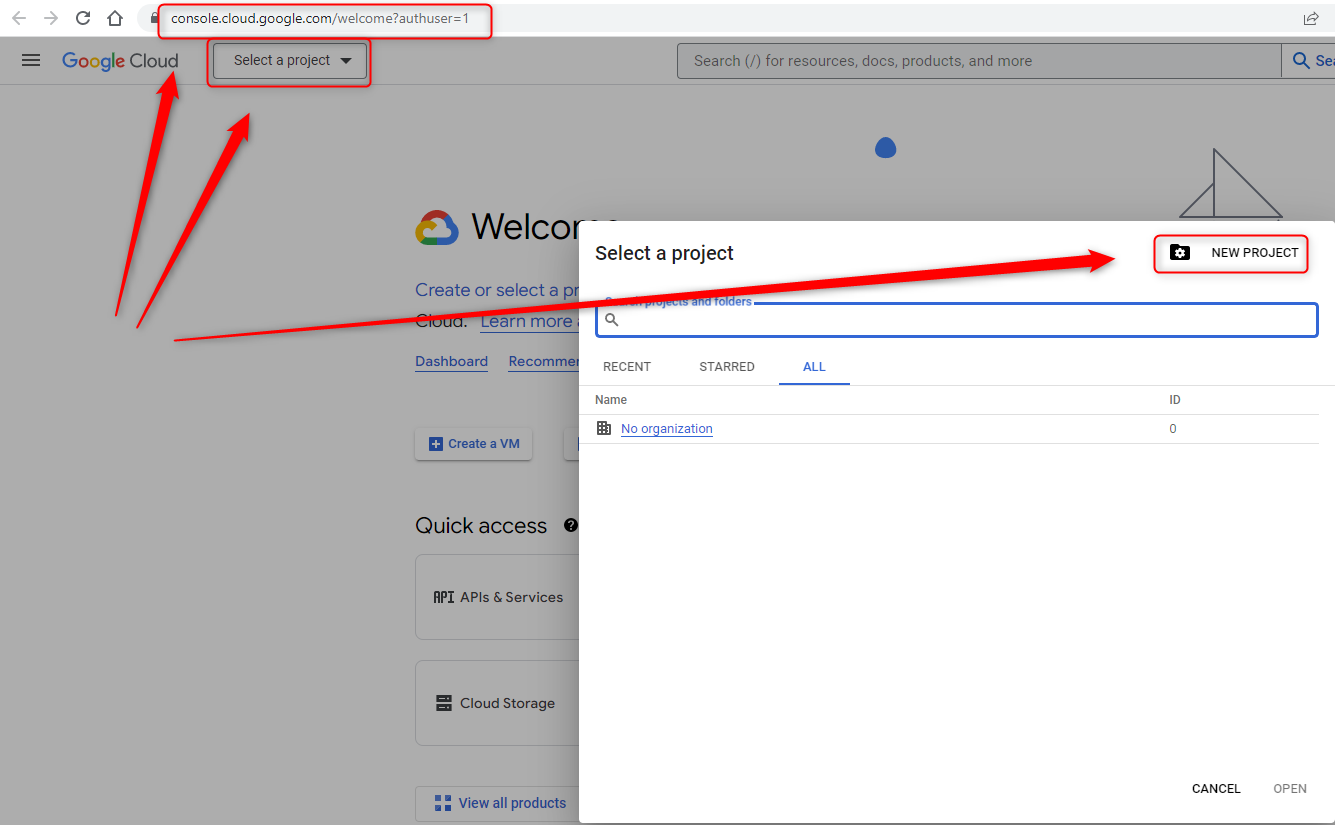 console.cloud.google.com/welcome?authuser=1
Google Cloud
Select a project
Search (/) for resources, docs, products, and more
Sea
Welcome
Create or select a pr
Cloud. Learn more a
Dashboard
Recommen
Create a VM
Quick access
API APIs & Services
Cloud Storage
View all products
Select a project
NEW PROJECT
Search projects and folders
RECENT
STARRED
ALL
Name
ID
No organization
0
CANCEL
OPEN